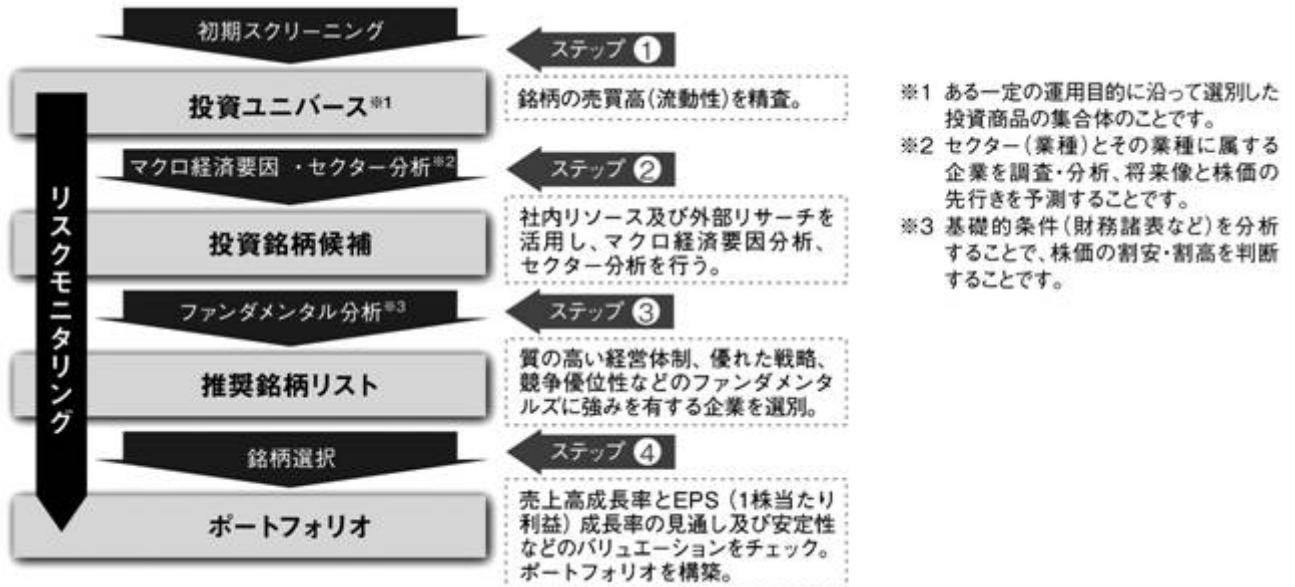 初期スクリーニング
ステップ ❶
投資ユニバース※1
銘柄の売買高(流動性)を精査。
マクロ経済要因 ・セクター分析※2
ステップ ❷
投資銘柄候補
社内リソース及び外部リサーチを
活用し、マクロ経済要因分析、
セクター分析を行う。
ファンダメンタル分析※3
ステップ ❸
推奨銘柄リスト
質の高い経営体制、優れた戦略、
競争優位性などのファンダメンタ
ルズに強みを有する企業を選別。
銘柄選択
ステップ ❹
ポートフォリオ
売上高成長率とEPS(1株当たり
利益)成長率の見通し及び安定性
などのバリュエーションをチェック。
ポートフォリオを構築。
リスクモニタリング
※1 ある一定の運用目的に沿って選別した
投資商品の集合体のことです。
※2 セクター(業種)とその業種に属する
企業を調査・分析、将来像と株価の
先行きを予測することです。
※3 基礎的条件(財務諸表など)を分析
することで、株価の割安・割高を判断
することです。